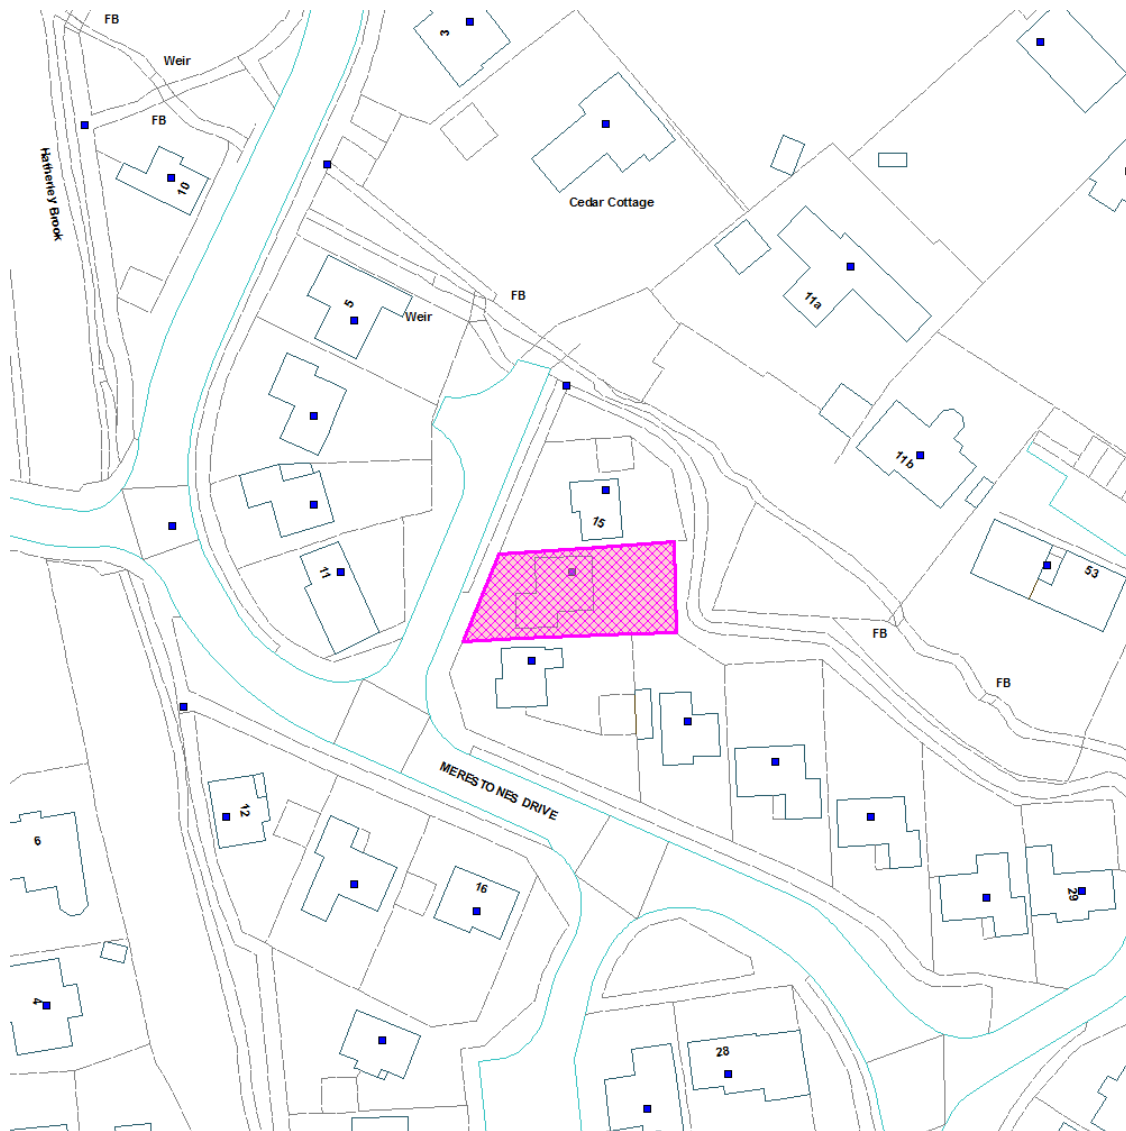 FB
3
Weir
FB
10
Hatherley Brook
Cedar Cottage
5
FB
Weir
11a
11b
15
11
53
FB
FB
MERESTONES DRIVE
12
6
16
29
4
28